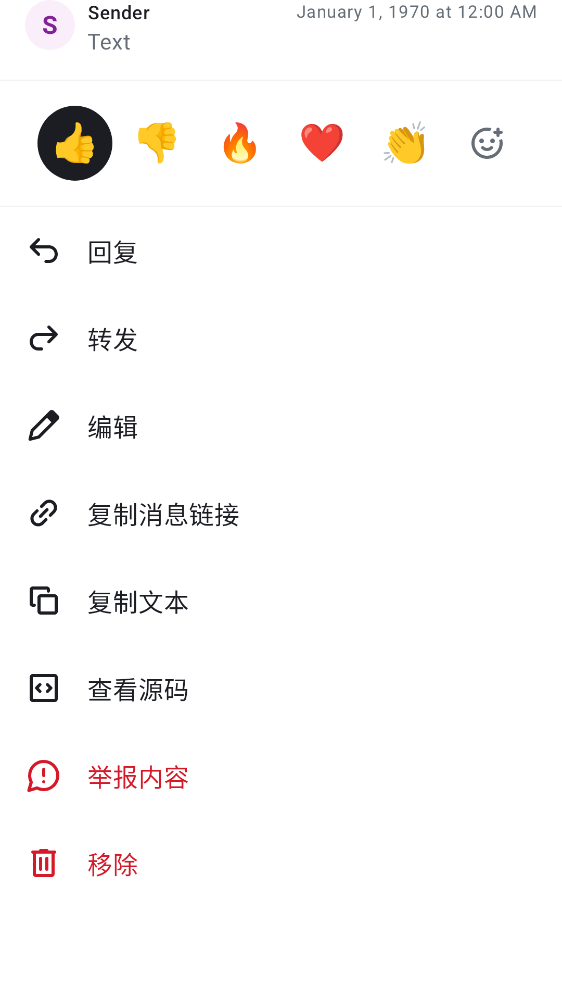 S
Sender
January 1, 1970 at 12:00 AM
Text
回复
转发
编辑
复制消息链接
复制文本
查看源码
举报内容
移除